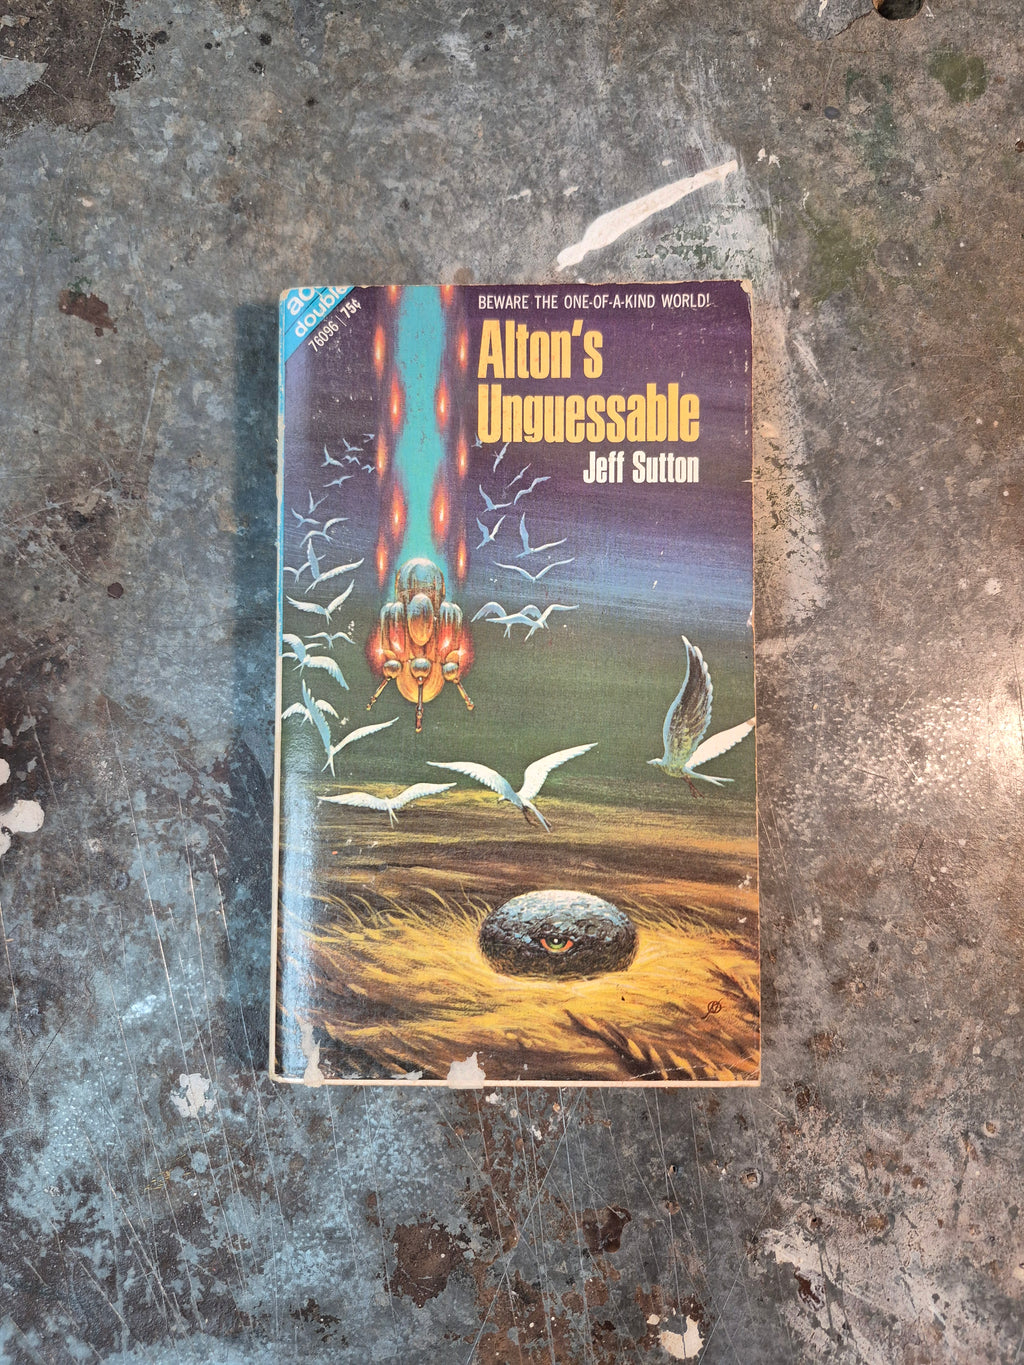 ace
double
76096 75¢
BEWARE THE ONE-OF-A-KIND WORLD!
Alton's
Unguessable
Jeff Sutton